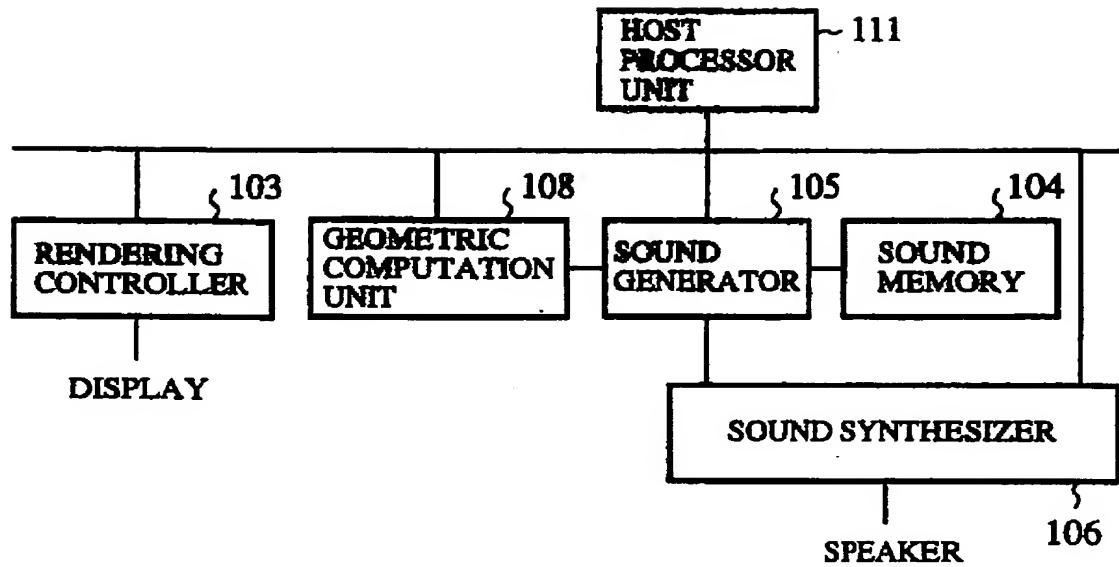 HOST
PROCESSOR
UNIT
111
103
108
105
104
RENDERING
CONTROLLER
GEOMETRIC
COMPUTATION
UNIT
SOUND
GENERATOR
SOUND
MEMORY
DISPLAY
SOUND SYNTHESIZER
106
SPEAKER